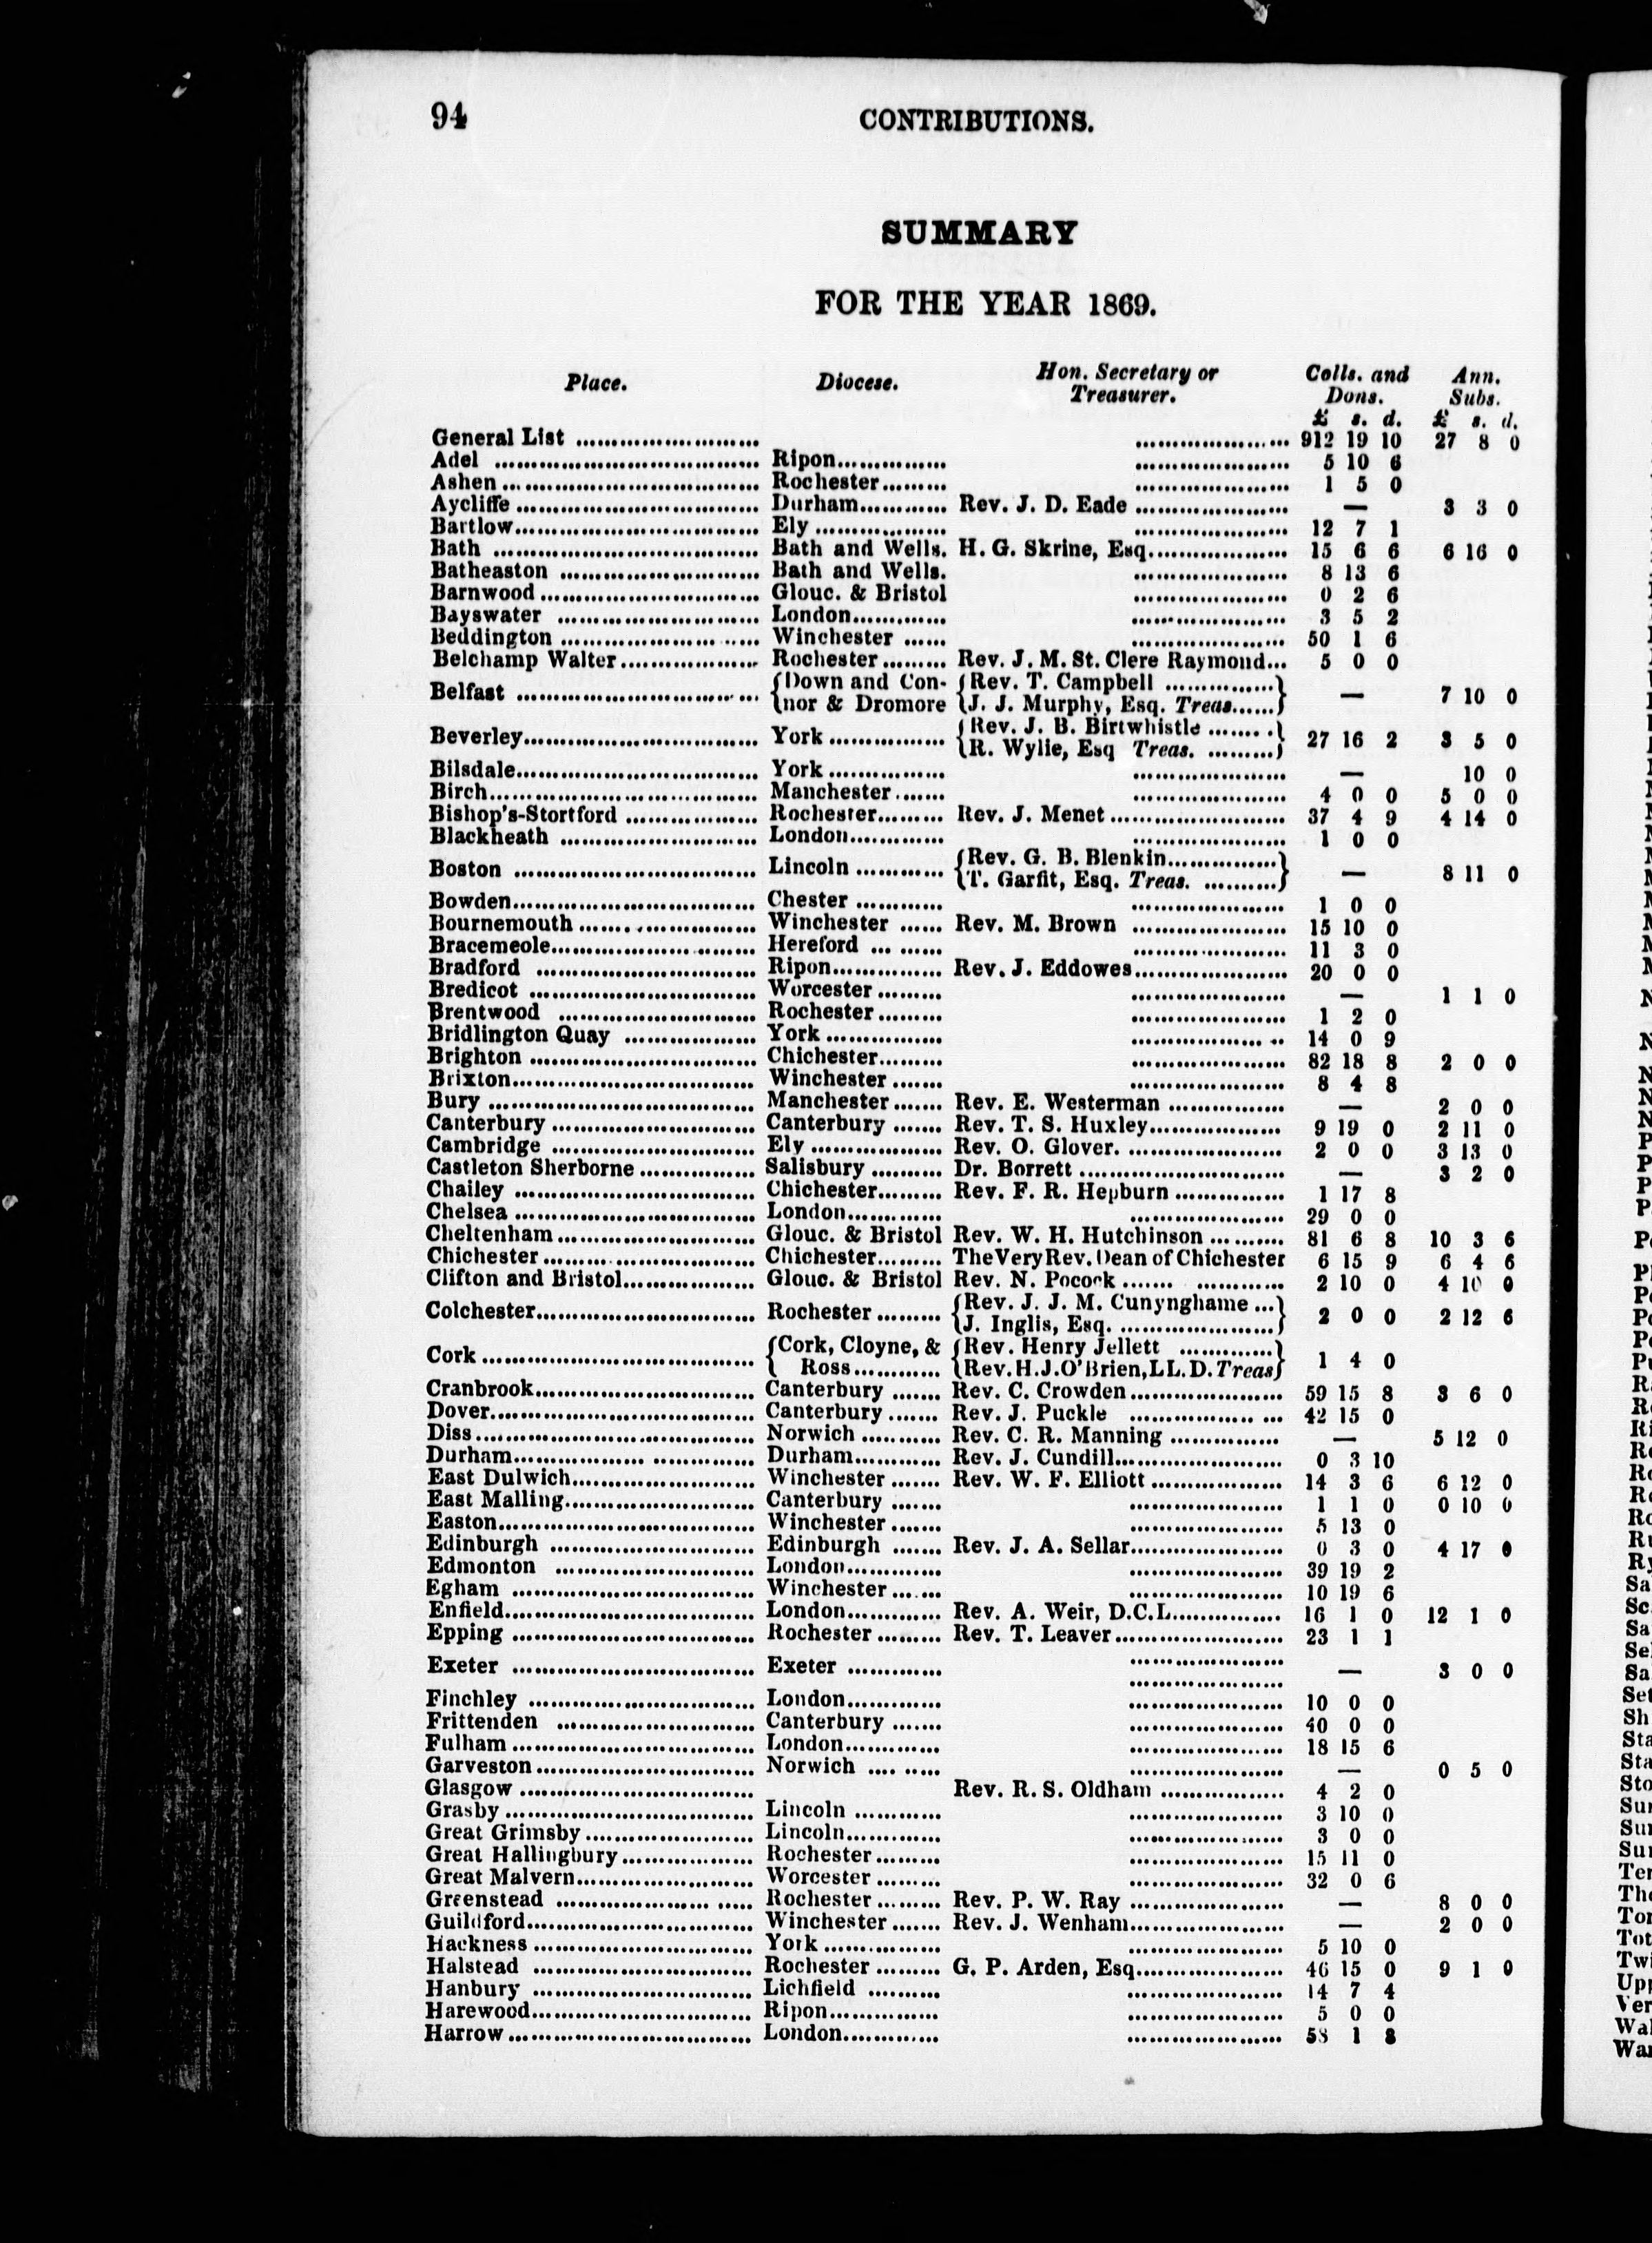 94 CONTRIBUTIONS.
SUMMARY
FOR THE YEAR 1869.
Place. Diocese. Hon. Secretary or Treasurer. Colls. and Dons. Ann. Subs.
£ s. d. £ s. d.
General List .......................... .................... 912 19 10 27 8 0
Adel .......................... Ripon............... .................... 5 10 6
Ashen .......................... Rochester......... .................... 1 5 0
Aycliffe .......................... Durham............ Rev. J. D. Eade .................... — 3 3 0
Bartlow.......................... Ely .................. .................... 12 7 1
Bath .......................... Bath and Wells. H. G. Skrine, Esq.................. 15 6 6 6 16 0
Batheaston .......................... Bath and Wells. .................... 8 13 6
Barnwood .......................... Glouc. & Bristol .................... 0 2 6
Bayswater .......................... London............. .................... 3 5 2
Beddington .......................... Winchester ...... .................... 50 1 6
Belchamp Walter................... Rochester ......... Rev. J. M. St. Clere Raymond... 5 0 0
Belfast .......................... {Down and Con- {Rev. T. Campbell ...............} — 7 10 0
{nor & Dromore {J. J. Murphy, Esq. Treas......}
Beverley.......................... York ................ {Rev. J. B. Birtwhistle ........} 27 16 2 3 5 0
{R. Wylie, Esq Treas. .........}
Bilsdale.......................... York ................ .................... — 10 0
Birch.......................... Manchester ....... .................... 4 0 0 5 0 0
Bishop's-Stortford .................. Rochester.......... Rev. J. Menet ........................ 37 4 9 4 14 0
Blackheath .......................... London............. .................... 1 0 0
Boston .......................... Lincoln ............ {Rev. G. B. Blenkin...............} — 8 11 0
{T. Garfit, Esq. Treas. ..........}
Bowden.......................... Chester ............ .................... 1 0 0
Bournemouth .......................... Winchester ...... Rev. M. Brown .................... 15 10 0
Bracemeole.......................... Hereford ......... .................... 11 3 0
Bradford .......................... Ripon............... Rev. J. Eddowes..................... 20 0 0
Bredicot .......................... Worcester ......... .................... — 1 1 0
Brentwood .......................... Rochester ......... .................... 1 2 0
Bridlington Quay .................. York ................ .................... 14 0 9
Brighton .......................... Chichester......... .................... 82 18 8 2 0 0
Brixton.......................... Winchester ....... .................... 8 4 8
Bury .......................... Manchester ....... Rev. E. Westerman ................ — 2 0 0
Canterbury .......................... Canterbury ....... Rev. T. S. Huxley.................. 9 19 0 2 11 0
Cambridge .......................... Ely .................. Rev. O. Glover. ..................... 2 0 0 3 13 0
Castleton Sherborne ................ Salisbury .......... Dr. Borrett ............................ — 3 2 0
Chailey .......................... Chichester......... Rev. F. R. Hepburn ............... 1 17 8
Chelsea .......................... London............. .................... 29 0 0
Cheltenham .......................... Glouc. & Bristol Rev. W. H. Hutchinson .......... 81 6 8 10 3 6
Chichester .......................... Chichester......... The Very Rev. Dean of Chichester 6 15 9 6 4 6
Clifton and Bristol.................. Glouc. & Bristol Rev. N. Pocock ....... ............ 2 10 0 4 10 0
Colchester.......................... Rochester ......... {Rev. J. J. M. Cunynghame ...} 2 0 0 2 12 6
{J. Inglis, Esq. ......................}
Cork .......................... {Cork, Cloyne, & {Rev. Henry Jellett .............} 1 4 0
{ Ross............ {Rev. H. J. O'Brien, LL.D. Treas}
Cranbrook.......................... Canterbury ....... Rev. C. Crowden..................... 59 15 8 3 6 0
Dover.......................... Canterbury ....... Rev. J. Puckle ..................... 42 15 0
Diss.......................... Norwich ........... Rev. C. R. Manning ............... — 5 12 0
Durham.......................... Durham............ Rev. J. Cundill....................... 0 3 10
East Dulwich.......................... Winchester ....... Rev. W. F. Elliott .................. 14 3 6 6 12 0
East Malling.......................... Canterbury ....... .................... 1 1 0 0 10 0
Easton.......................... Winchester ....... .................... 5 13 0
Edinburgh .......................... Edinburgh ....... Rev. J. A. Sellar..................... 0 3 0 4 17 0
Edmonton .......................... London............. .................... 39 19 2
Egham .......................... Winchester ....... .................... 10 19 6
Enfield.......................... London............. Rev. A. Weir, D.C.L............... 16 1 0 12 1 0
Epping .......................... Rochester ......... Rev. T. Leaver....................... 23 1 1
Exeter .......................... Exeter ............. .................... — 3 0 0
Finchley .......................... London............. .................... 10 0 0
Frittenden .......................... Canterbury ....... .................... 40 0 0
Fulham .......................... London............. .................... 18 15 6
Garveston .......................... Norwich ......... .................... — 0 5 0
Glasgow .......................... Rev. R. S. Oldham ................. 4 2 0
Grasby .......................... Lincoln ............ .................... 3 10 0
Great Grimsby ....................... Lincoln............. .................... 3 0 0
Great Hallingbury .................. Rochester ......... .................... 15 11 0
Great Malvern........................ Worcester ......... .................... 32 0 6
Greenstead .......................... Rochester ......... Rev. P. W. Ray ..................... — 8 0 0
Guildford.......................... Winchester ....... Rev. J. Wenham..................... — 2 0 0
Hackness .......................... York ................ .................... 5 10 0
Halstead .......................... Rochester ......... G. P. Arden, Esq.................... 46 15 0 9 1 0
Hanbury .......................... Lichfield .......... .................... 14 7 4
Harewood.......................... Ripon............... .................... 5 0 0
Harrow .......................... London............. .................... 58 1 8